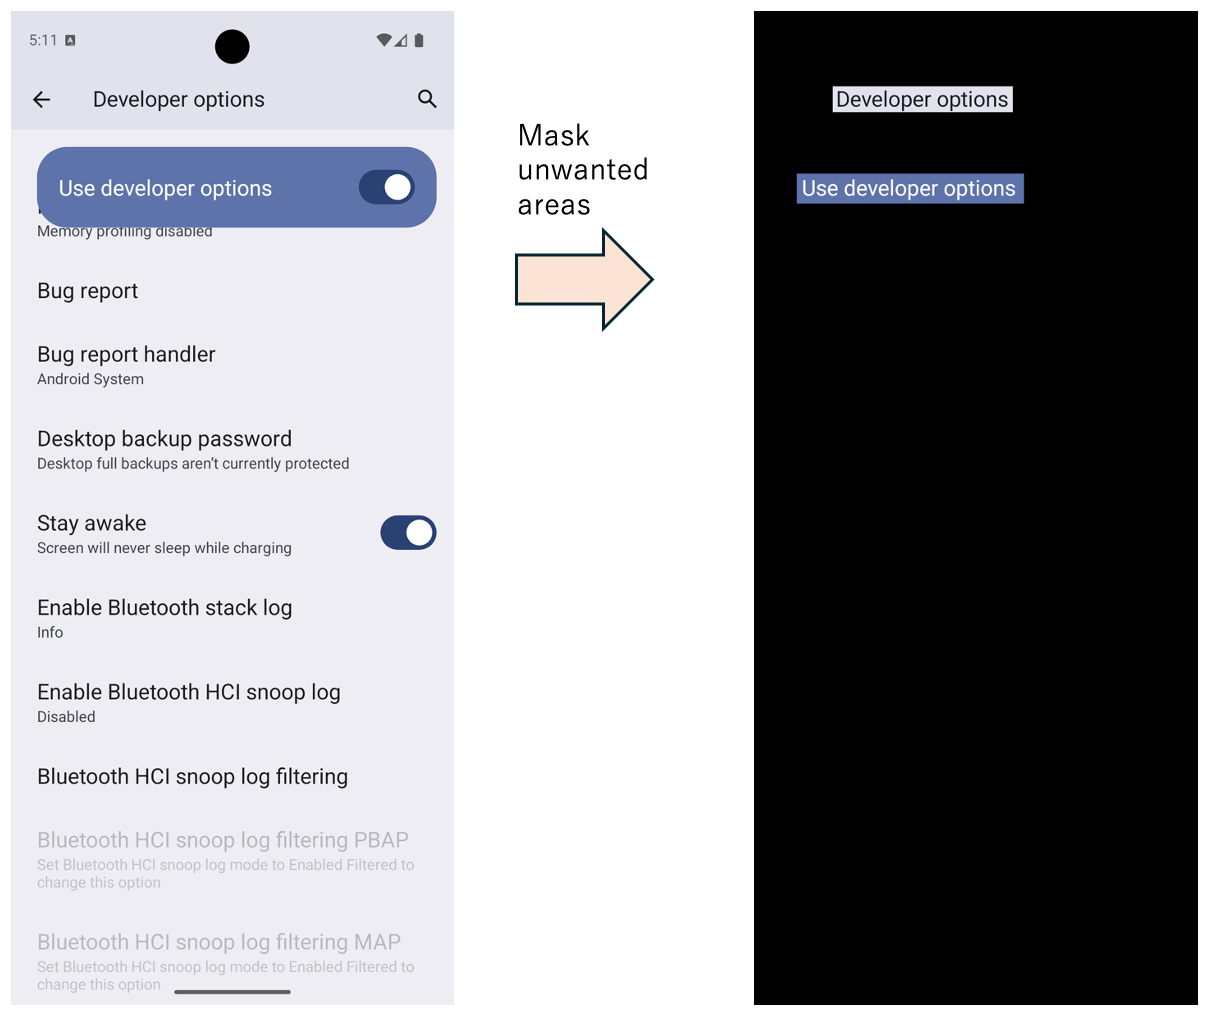 5:11
Developer options
Use developer options
Memory profiling disabled
Bug report
Bug report handler
Android System
Desktop backup password
Desktop full backups aren't currently protected
Stay awake
Screen will never sleep while charging
Enable Bluetooth stack log
Info
Enable Bluetooth HCI snoop log
Disabled
Bluetooth HCI snoop log filtering
Bluetooth HCI snoop log filtering PBAP
Set Bluetooth HCI snoop log mode to Enabled Filtered to
change this option
Bluetooth HCI snoop log filtering MAP
Set Bluetooth HCI snoop log mode to Enabled Filtered to
change this option
Mask
unwanted
areas
Developer options
Use developer options